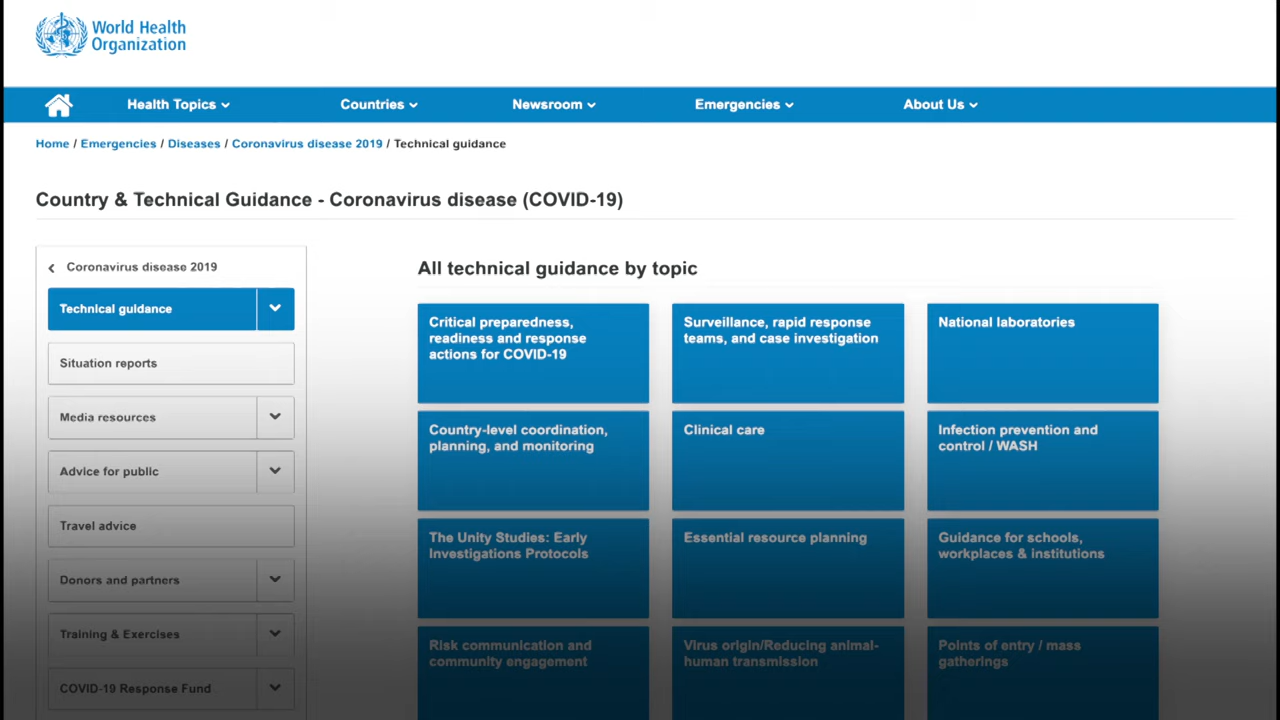 World Health
Organization
Health Topics
Countries
Newsroom
Emergencies
About Us
Home / Emergencies / Diseases / Coronavirus disease 2019 / Technical guidance
Country & Technical Guidance - Coronavirus disease (COVID-19)
Coronavirus disease 2019
Technical guidance
Situation reports
Media resources
Advice for public
Travel advice
Donors and partners
Training & Exercises
COVID-19 Response Fund
All technical guidance by topic
Critical preparedness,
readiness and response
actions for COVID-19
Surveillance, rapid response
teams, and case investigation
National laboratories
Country-level coordination,
planning, and monitoring
Clinical care
Infection prevention and
control / WASH
The Unity Studies: Early
Investigations Protocols
Essential resource planning
Guidance for schools,
workplaces & institutions
Risk communication and
community engagement
Virus origin/Reducing animal-
human transmission
Points of entry / mass
gatherings